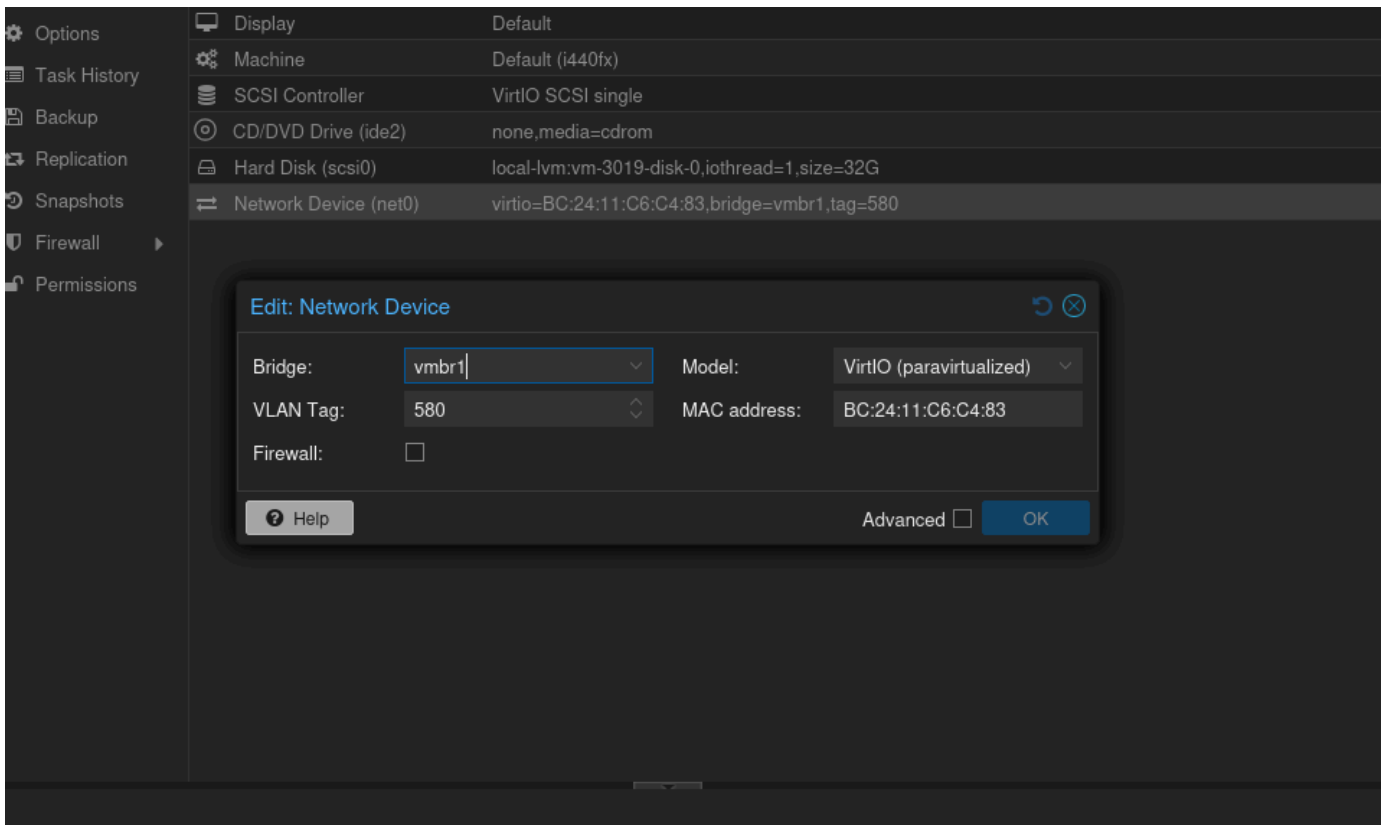 Options
Task History
Backup
Replication
Snapshots
Firewall
Permissions
Display Default
Machine Default (i440fx)
SCSI Controller VirtIO SCSI single
CD/DVD Drive (ide2) none,media=cdrom
Hard Disk (scsi0) local-lvm:vm-3019-disk-0,iothread=1,size=32G
Network Device (net0) virtio=BC:24:11:C6:C4:83,bridge=vmbr1,tag=580
Edit: Network Device
Bridge: vmbr1 Model: VirtIO (paravirtualized)
VLAN Tag: 580 MAC address: BC:24:11:C6:C4:83
Firewall:
Help Advanced OK